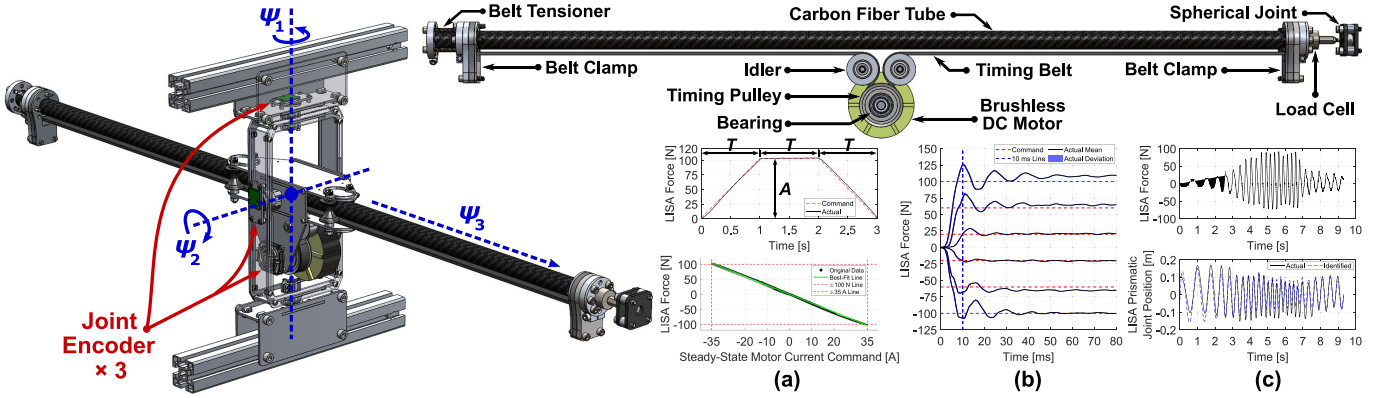 Ψ1
Ψ2
Ψ3
Joint
Encoder
× 3
Belt Tensioner
Carbon Fiber Tube
Spherical Joint
Belt Clamp
Idler
Timing Belt
Belt Clamp
Timing Pulley
Load Cell
Bearing
Brushless
DC Motor
T T T
A
LISA Force [N]
120
100
80
60
40
20
0
Command
Actual
0 0.5 1 1.5 2 2.5 3
Time [s]
LISA Force [N]
100
50
0
-50
-100
Original Data
Best-Fit Line
±100 N Line
±35 A Line
-35 -20 -10 0 10 20 35
Steady-State Motor Current Command [A]
(a)
LISA Force [N]
150
125
100
75
50
25
0
-25
-50
-75
-100
-125
Command
Actual Mean
10 ms Line
Actual Deviation
0 10 20 30 40 50 60 70 80
Time [ms]
(b)
LISA Force [N]
100
50
0
-50
-100
0 1 2 3 4 5 6 7 8 9 10
Time [s]
LISA Prismatic
Joint Position [m]
0.2
0.1
0
-0.1
-0.2
Actual
Identified
0 1 2 3 4 5 6 7 8 9 10
Time [s]
(c)